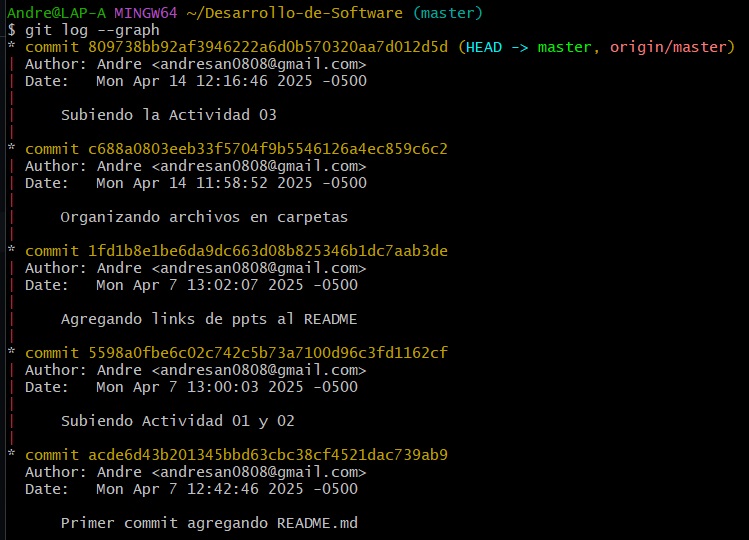 Andre@LAP-A MINGW64 ~/Desarrollo-de-Software (master)
$ git log --graph
* commit 809738bb92af3946222a6d0b570320aa7d012d5d (HEAD -> master, origin/master)
| Author: Andre <andresan0808@gmail.com>
| Date:   Mon Apr 14 12:16:46 2025 -0500
|
|     Subiendo la Actividad 03
|
* commit c688a0803eeb33f5704f9b5546126a4ec859c6c2
| Author: Andre <andresan0808@gmail.com>
| Date:   Mon Apr 14 11:58:52 2025 -0500
|
|     Organizando archivos en carpetas
|
* commit 1fd1b8e1be6da9dc663d08b825346b1dc7aab3de
| Author: Andre <andresan0808@gmail.com>
| Date:   Mon Apr 7 13:02:07 2025 -0500
|
|     Agregando links de ppts al README
|
* commit 5598a0fbe6c02c742c5b73a7100d96c3fd1162cf
| Author: Andre <andresan0808@gmail.com>
| Date:   Mon Apr 7 13:00:03 2025 -0500
|
|     Subiendo Actividad 01 y 02
|
* commit acde6d43b201345bbd63cbc38cf4521dac739ab9
  Author: Andre <andresan0808@gmail.com>
  Date:   Mon Apr 7 12:42:46 2025 -0500

      Primer commit agregando README.md